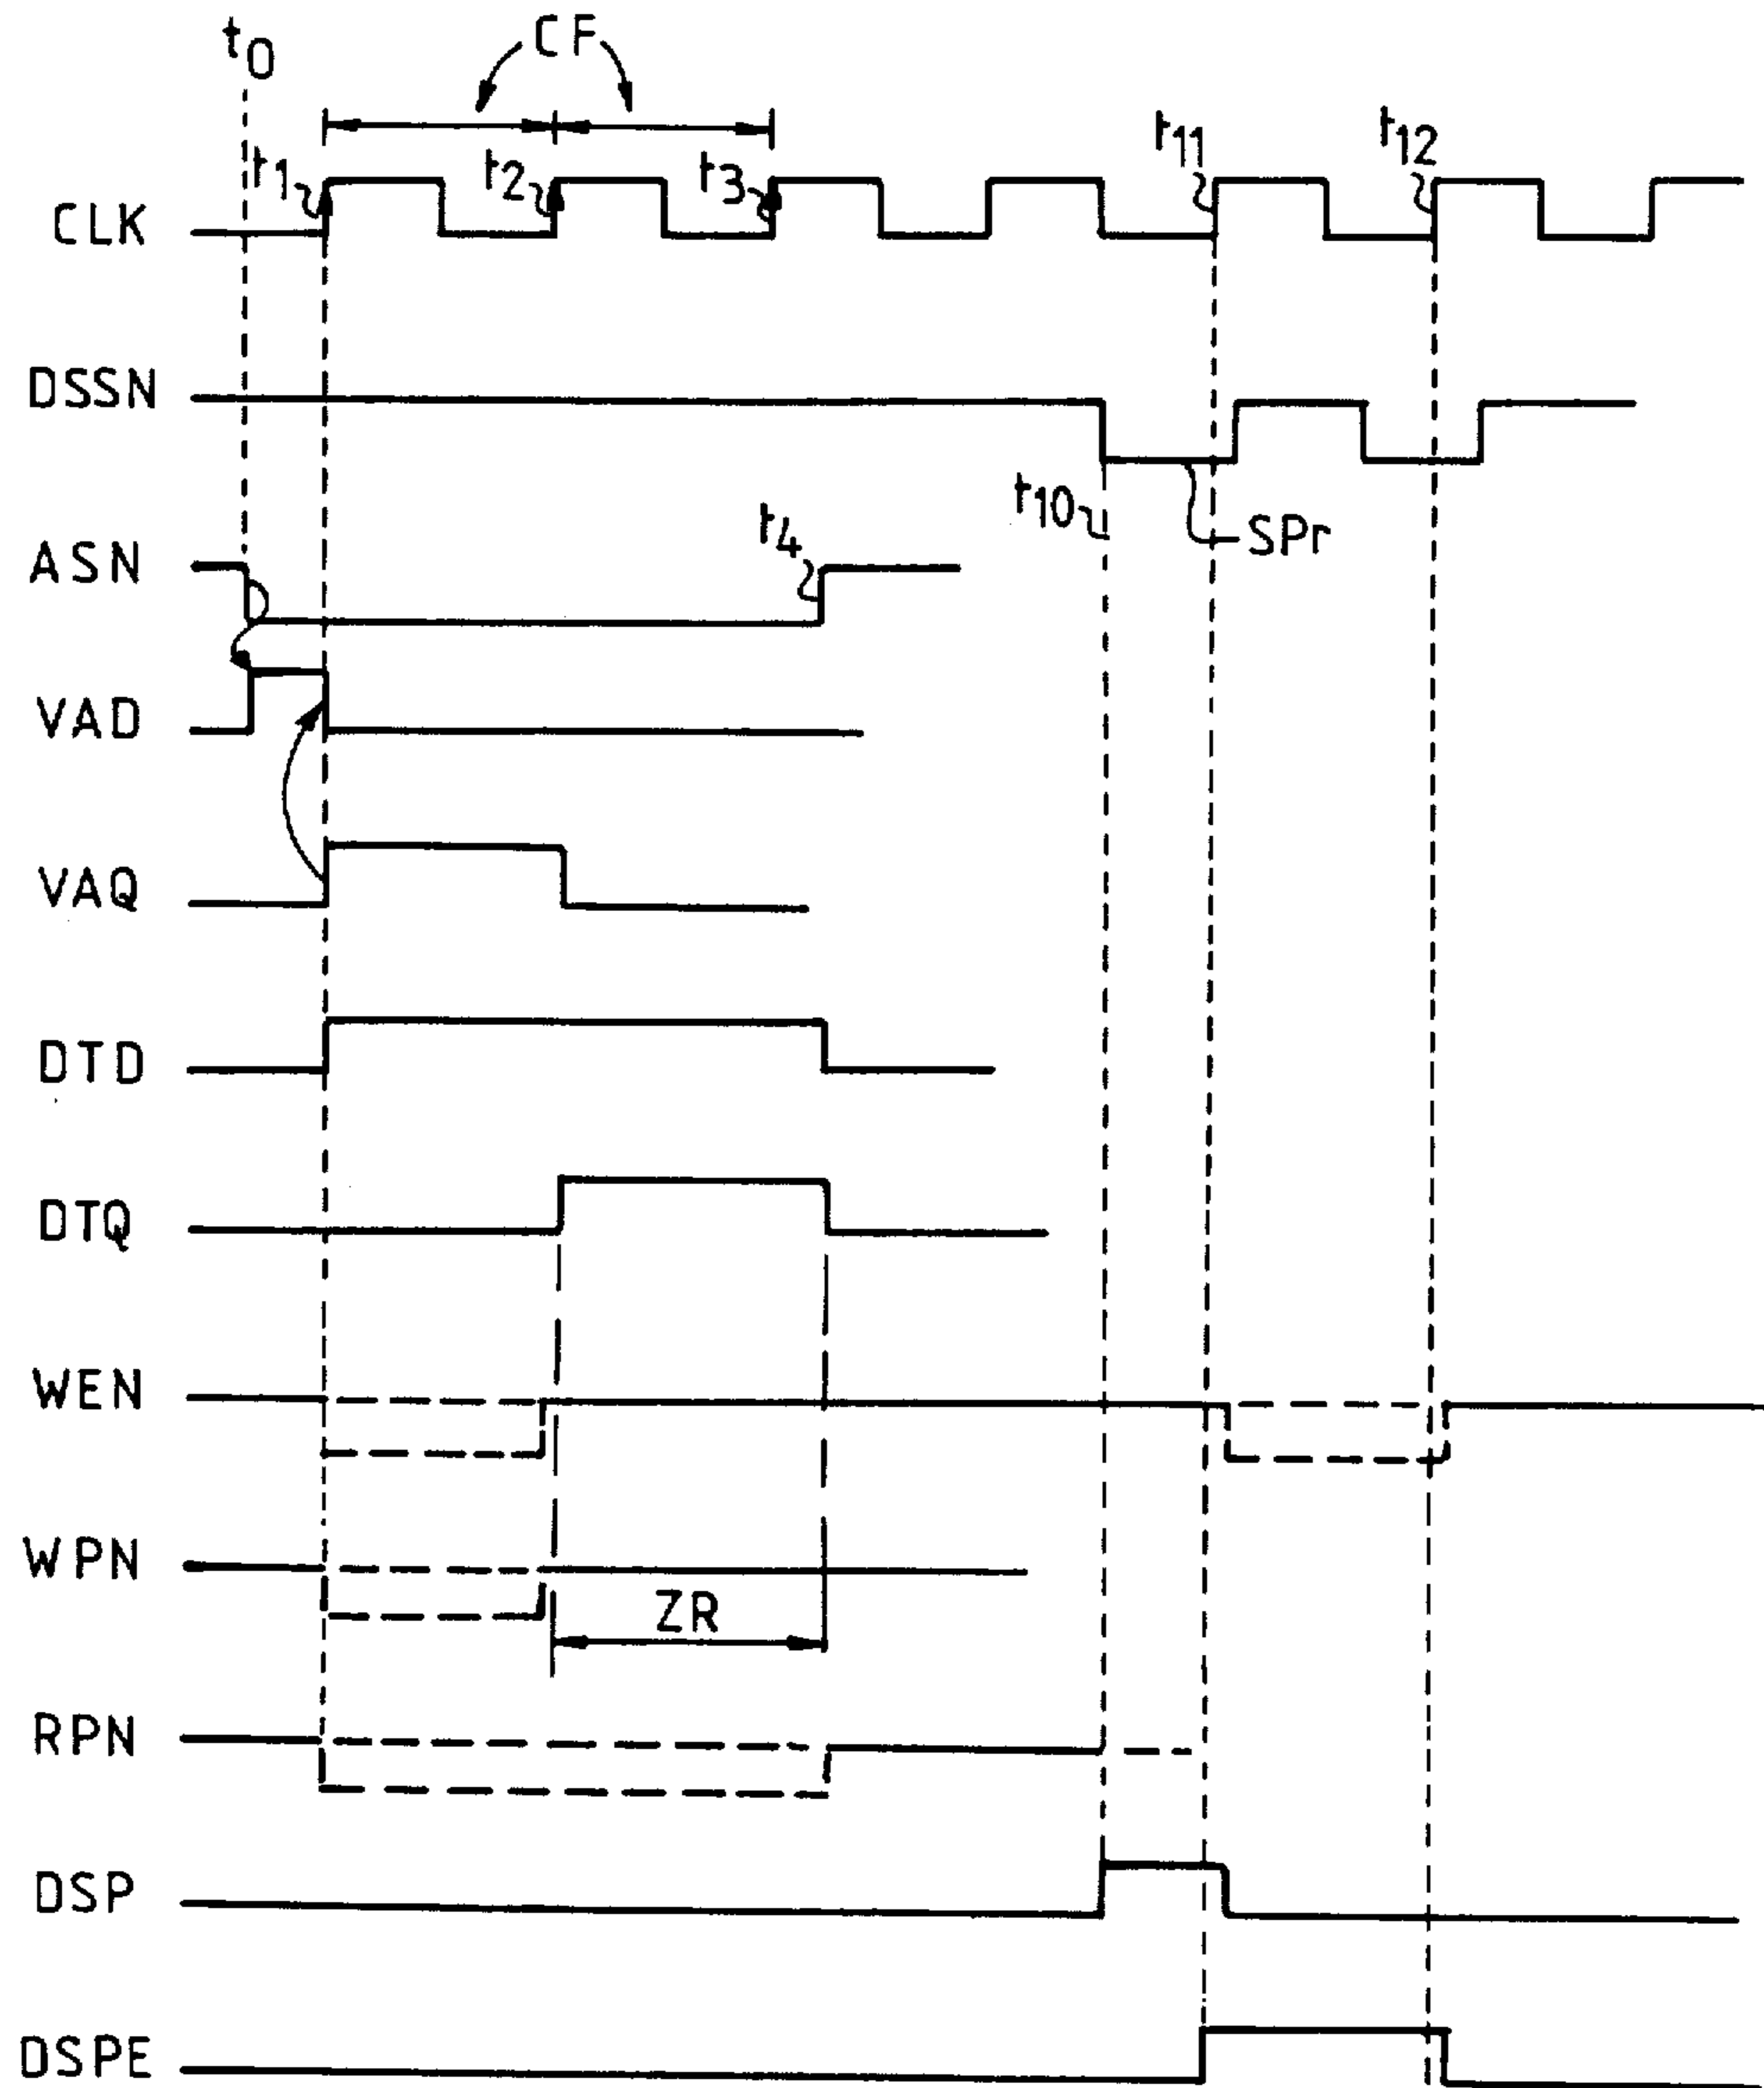 CF
t0
t1
t2
t3
t11
t12
CLK
DSSN
t10
SPr
t4
ASN
VAD
VAQ
DTD
DTQ
WEN
WPN
ZR
RPN
DSP
DSPE